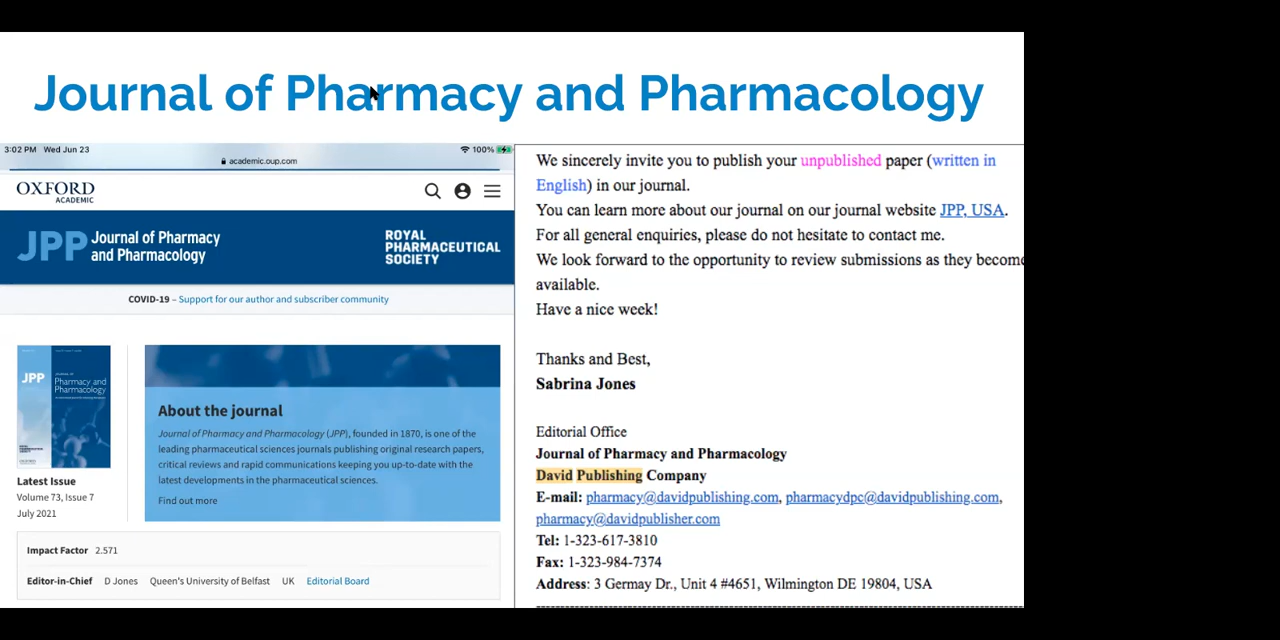 Journal of Pharmacy and Pharmacology
3:02 PM Wed Jun 23
100%
academic.oup.com
OXFORD
ACADEMIC
JPP Journal of Pharmacy
and Pharmacology
ROYAL
PHARMACEUTICAL
SOCIETY
COVID-19 – Support for our author and subscriber community
JPP
Pharmacy and
Pharmacology
About the journal
Journal of Pharmacy and Pharmacology (JPP), founded in 1870, is one of the
leading pharmaceutical sciences journals publishing original research papers,
critical reviews and rapid communications keeping you up-to-date with the
latest developments in the pharmaceutical sciences.
Find out more
Latest Issue
Volume 73, Issue 7
July 2021
Impact Factor 2.571
Editor-in-Chief D Jones Queen's University of Belfast UK Editorial Board
We sincerely invite you to publish your unpublished paper (written in
English) in our journal.
You can learn more about our journal on our journal website JPP, USA.
For all general enquiries, please do not hesitate to contact me.
We look forward to the opportunity to review submissions as they become
available.
Have a nice week!
Thanks and Best,
Sabrina Jones
Editorial Office
Journal of Pharmacy and Pharmacology
David Publishing Company
E-mail: pharmacy@davidpublishing.com, pharmacydpc@davidpublishing.com,
pharmacy@davidpublisher.com
Tel: 1-323-617-3810
Fax: 1-323-984-7374
Address: 3 Germay Dr., Unit 4 #4651, Wilmington DE 19804, USA